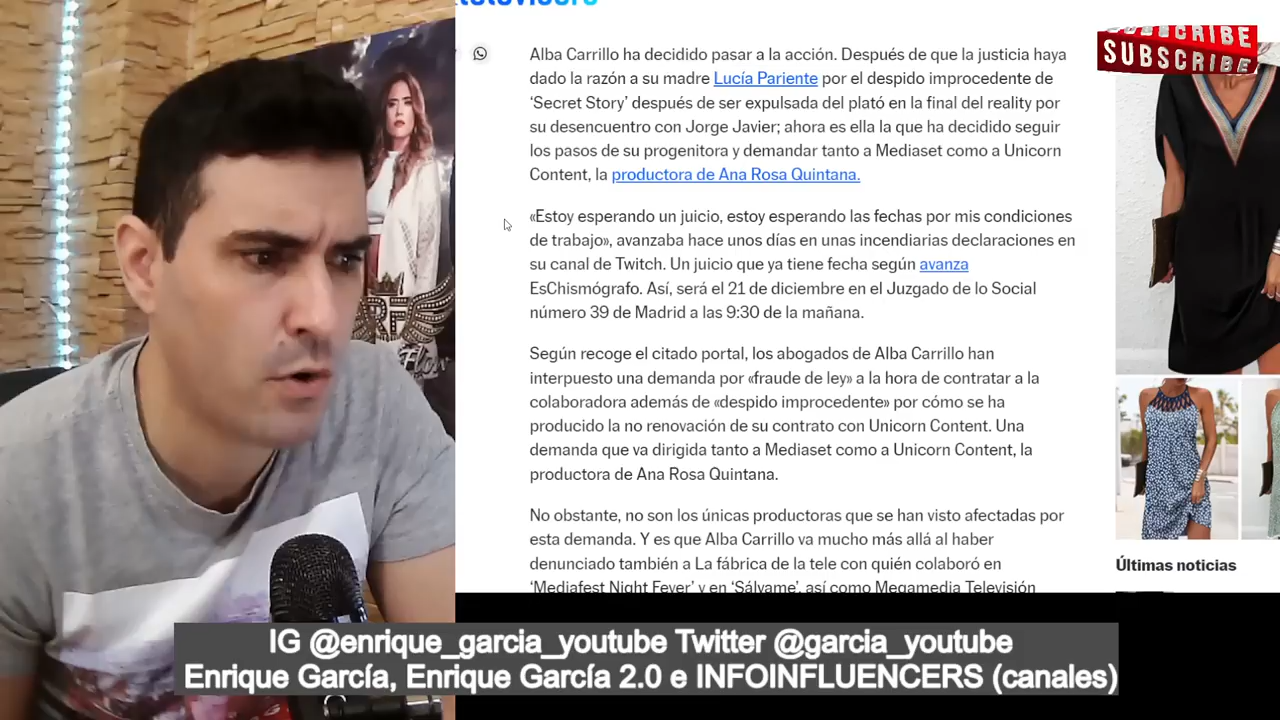 SUBSCRIBE
SUBSCRIBE
Alba Carrillo ha decidido pasar a la acción. Después de que la justicia haya
dado la razón a su madre Lucía Pariente por el despido improcedente de
‘Secret Story’ después de ser expulsada del plató en la final del reality por
su desencuentro con Jorge Javier; ahora es ella la que ha decidido seguir
los pasos de su progenitora y demandar tanto a Mediaset como a Unicorn
Content, la productora de Ana Rosa Quintana.
«Estoy esperando un juicio, estoy esperando las fechas por mis condiciones
de trabajo», avanzaba hace unos días en unas incendiarias declaraciones en
su canal de Twitch. Un juicio que ya tiene fecha según avanza
EsChismógrafo. Así, será el 21 de diciembre en el Juzgado de lo Social
número 39 de Madrid a las 9:30 de la mañana.
Según recoge el citado portal, los abogados de Alba Carrillo han
interpuesto una demanda por «fraude de ley» a la hora de contratar a la
colaboradora además de «despido improcedente» por cómo se ha
producido la no renovación de su contrato con Unicorn Content. Una
demanda que va dirigida tanto a Mediaset como a Unicorn Content, la
productora de Ana Rosa Quintana.
No obstante, no son los únicas productoras que se han visto afectadas por
esta demanda. Y es que Alba Carrillo va mucho más allá al haber
denunciado también a La fábrica de la tele con quién colaboró en
‘Mediafest Night Fever’ y en ‘Sálvame’, así como Megamedia Televisión
Últimas noticias
RF
IG @enrique_garcia_youtube Twitter @garcia_youtube
Enrique García, Enrique García 2.0 e INFOINFLUENCERS (canales)